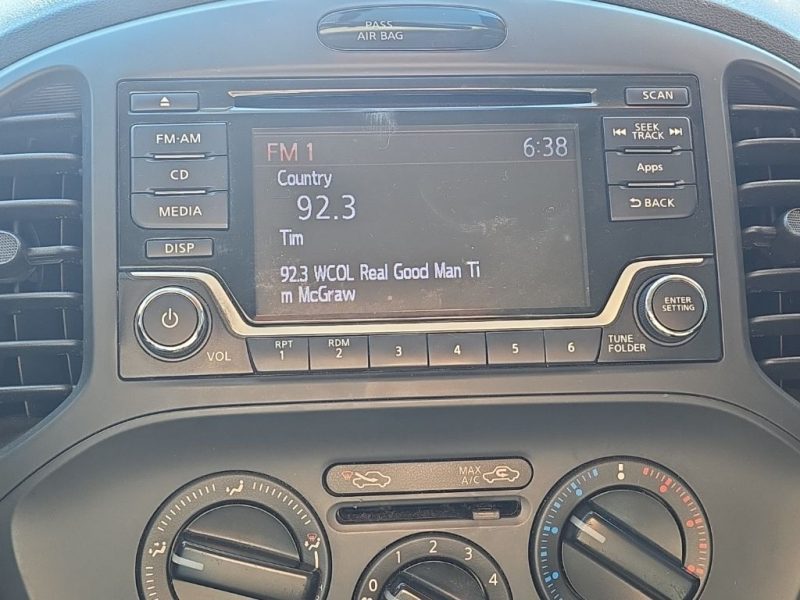 PASS
AIR BAG
SCAN
FM·AM
CD
MEDIA
DISP
FM 1
6:38
Country
92.3
Tim
92.3 WCOL Real Good Man Ti
m McGraw
SEEK
TRACK
Apps
BACK
ENTER
SETTING
VOL
RPT
1
RDM
2
3
4
5
6
TUNE
FOLDER
MAX
A/C
0
1
2
3
4